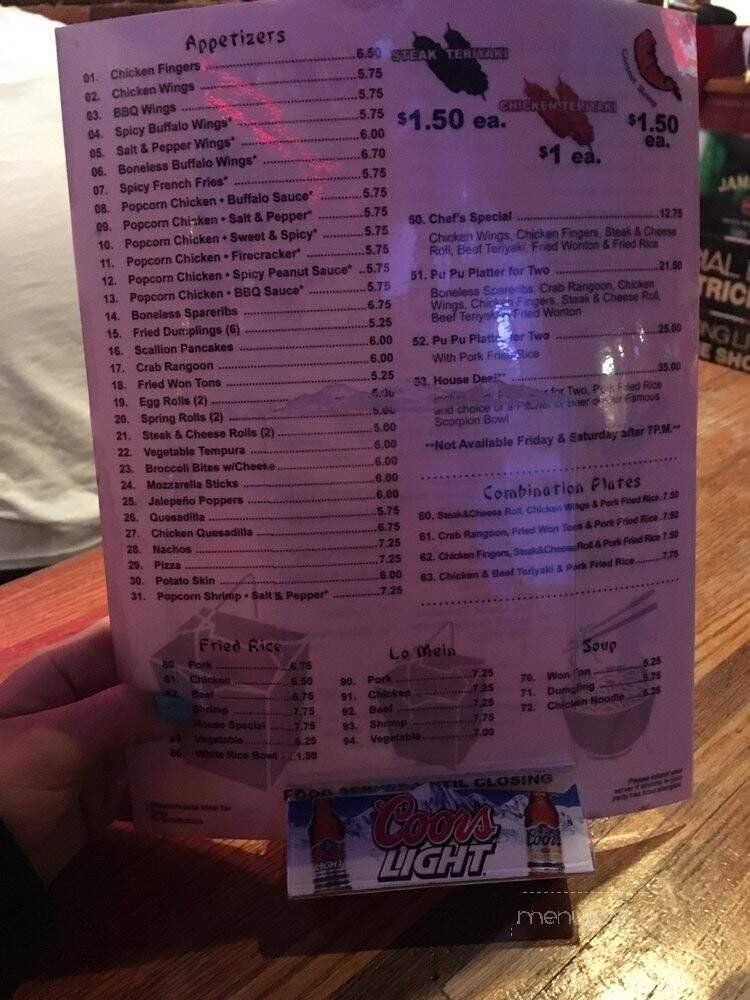 Appetizers
01. Chicken Fingers 6.50
02. Chicken Wings 5.75
03. BBQ Wings 5.75
04. Spicy Buffalo Wings* 5.75
05. Salt & Pepper Wings* 6.00
06. Boneless Buffalo Wings* 6.70
07. Spicy French Fries* 5.75
08. Popcorn Chicken • Buffalo Sauce* 5.75
09. Popcorn Chicken • Salt & Pepper* 5.75
10. Popcorn Chicken • Sweet & Spicy* 5.75
11. Popcorn Chicken • Firecracker* 5.75
12. Popcorn Chicken • Spicy Peanut Sauce* 5.75
13. Popcorn Chicken • BBQ Sauce* 5.75
14. Boneless Spareribs 6.75
15. Fried Dumplings (6) 5.25
16. Scallion Pancakes 6.00
17. Crab Rangoon 6.00
18. Fried Won Tons 5.25
19. Egg Rolls (2)
20. Spring Rolls (2)
21. Steak & Cheese Rolls (2) 5.00
22. Vegetable Tempura 6.00
23. Broccoli Bites w/Cheese 6.00
24. Mozzarella Sticks 6.00
25. Jalepeño Poppers 6.00
26. Quesadilla 5.75
27. Chicken Quesadilla 6.75
28. Nachos 7.25
29. Pizza 7.25
30. Potato Skin 6.00
31. Popcorn Shrimp • Salt & Pepper* 7.25
STEAK TERIYAKI
$1.50 ea.
CHICKEN TERIYAKI
$1 ea.
$1.50
ea.
50. Chef's Special 12.75
Chicken Wings, Chicken Fingers, Steak & Cheese
Roll, Beef Teriyaki, Fried Wonton & Fried Rice
51. Pu Pu Platter for Two 21.50
Boneless Spareribs, Crab Rangoon, Chicken
Wings, Chicken Fingers, Steak & Cheese Roll,
Beef Teriyaki, Fried Wonton
52. Pu Pu Platter for Two 25.00
With Pork Fried Rice
53. House Deal 35.00
for Two, Pork Fried Rice
and choice of a Pitcher of Beer or our Famous
Scorpion Bowl
**Not Available Friday & Saturday after 7P.M.**
Combination Plates
60. Steak&Cheese Roll, Chicken Wings & Pork Fried Rice 7.50
61. Crab Rangoon, Fried Won Tons & Pork Fried Rice 7.50
62. Chicken Fingers, Steak&Cheese Roll & Pork Fried Rice 7.50
63. Chicken & Beef Teriyaki & Pork Fried Rice 7.75
Fried Rice
80. Pork 6.75
81. Chicken 6.50
82. Beef 6.75
Shrimp 7.75
House Special 7.75
Vegetable 6.25
White Rice Bowl 1.50
Lo Mein
90. Pork 7.25
91. Chicken 7.25
92. Beef 7.25
93. Shrimp 7.75
94. Vegetable 7.00
Soup
70. Won Ton 5.25
71. Dumpling 5.75
72. Chicken Noodle 5.25
CLOSING
Please inform your
server if anyone in your
party has food allergies
Coors
LIGHT
JAM